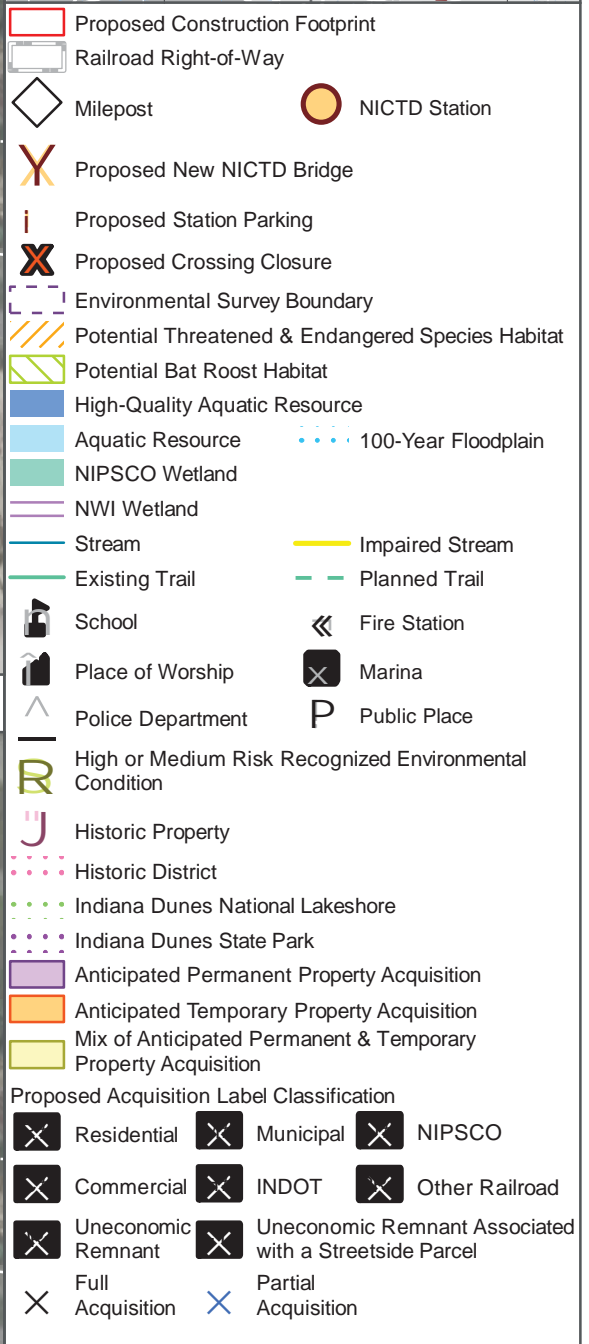 Proposed Construction Footprint
Railroad Right-of-Way
Milepost
NICTD Station
Proposed New NICTD Bridge
Proposed Station Parking
Proposed Crossing Closure
Environmental Survey Boundary
Potential Threatened & Endangered Species Habitat
Potential Bat Roost Habitat
High-Quality Aquatic Resource
Aquatic Resource
100-Year Floodplain
NIPSCO Wetland
NWI Wetland
Stream
Impaired Stream
Existing Trail
Planned Trail
School
Fire Station
Place of Worship
Marina
Police Department
P Public Place
High or Medium Risk Recognized Environmental
Condition
Historic Property
Historic District
Indiana Dunes National Lakeshore
Indiana Dunes State Park
Anticipated Permanent Property Acquisition
Anticipated Temporary Property Acquisition
Mix of Anticipated Permanent & Temporary
Property Acquisition
Proposed Acquisition Label Classification
Residential
Municipal
NIPSCO
Commercial
INDOT
Other Railroad
Uneconomic
Remnant
Uneconomic Remnant Associated
with a Streetside Parcel
Full
Acquisition
Partial
Acquisition